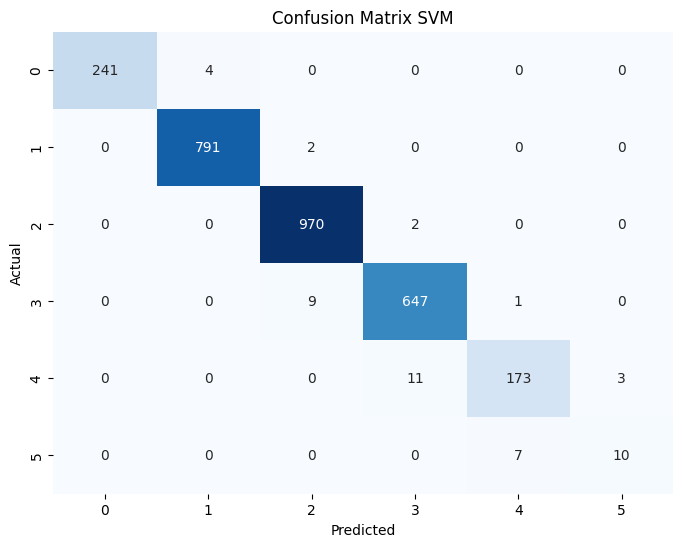 Confusion Matrix SVM
Actual
0 241 4 0 0 0 0
1 0 791 2 0 0 0
2 0 0 970 2 0 0
3 0 0 9 647 1 0
4 0 0 0 11 173 3
5 0 0 0 0 7 10
0 1 2 3 4 5
Predicted